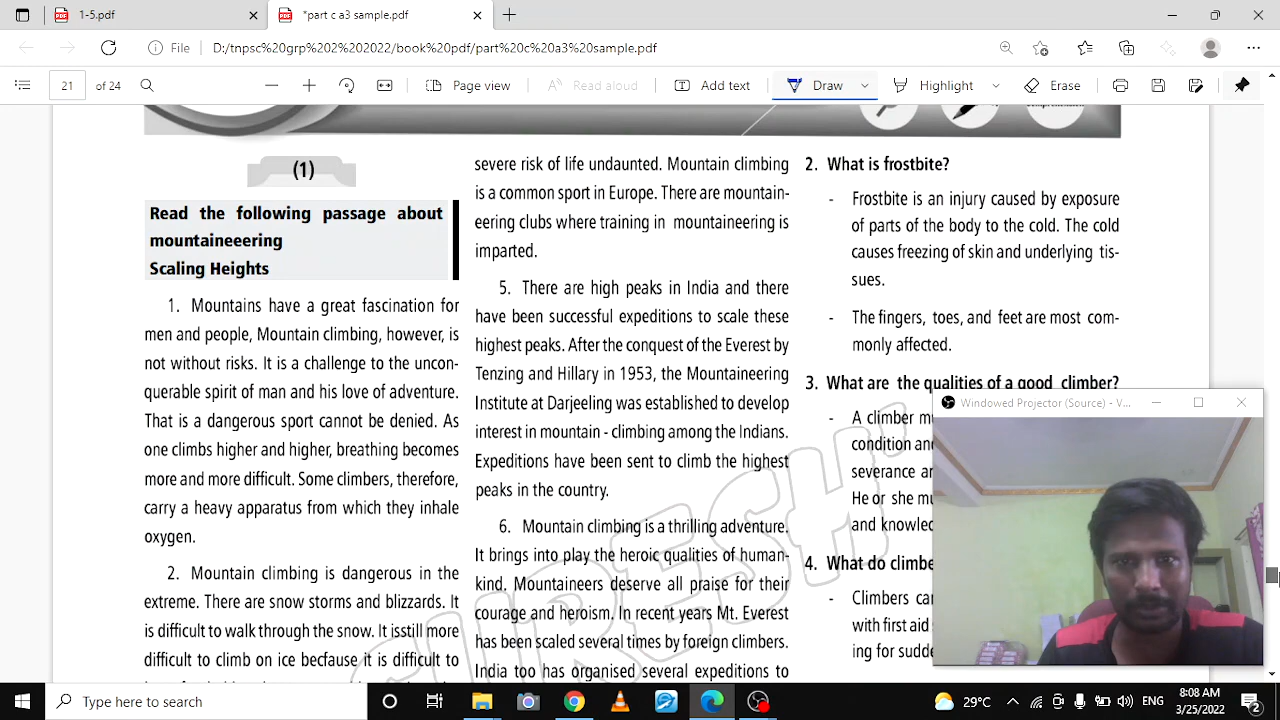 1-5.pdf
*part c a3 sample.pdf
File
D:/tnpsc%20grp%202%202022/book%20pdf/part%20c%20a3%20sample.pdf
21
of 24
Page view
Read aloud
Add text
Draw
Highlight
Erase
(1)
Read the following passage about
mountaineeering
Scaling Heights
1. Mountains have a great fascination for
men and people, Mountain climbing, however, is
not without risks. It is a challenge to the uncon-
querable spirit of man and his love of adventure.
That is a dangerous sport cannot be denied. As
one climbs higher and higher, breathing becomes
more and more difficult. Some climbers, therefore,
carry a heavy apparatus from which they inhale
oxygen.
2. Mountain climbing is dangerous in the
extreme. There are snow storms and blizzards. It
is difficult to walk through the snow. It isstill more
difficult to climb on ice becfause it is difficult to
severe risk of life undaunted. Mountain climbing
is a common sport in Europe. There are mountain-
eering clubs where training in mountaineering is
imparted.
5. There are high peaks in India and there
have been successful expeditions to scale these
highest peaks. After the conquest of the Everest by
Tenzing and Hillary in 1953, the Mountaineering
Institute at Darjeeling was established to develop
interest in mountain - climbing among the Indians.
Expeditions have been sent to climb the highest
peaks in the country.
6. Mountain climbing is a thrilling adventure.
It brings into play the heroic qualities of human-
kind. Mountaineers deserve all praise for their
courage and heroism. In recent years Mt. Everest
has been scaled several times by foreign climbers.
India too has organised several expeditions to
2. What is frostbite?
- Frostbite is an injury caused by exposure
of parts of the body to the cold. The cold
causes freezing of skin and underlying tis-
sues.
- The fingers, toes, and feet are most com-
monly affected.
3. What are the qualities of a good climber?
- A climber
condition
severance
He or she
and
4. What do
- Climbers
with first aid
ing for
SURESH'
Windowed Projector (Source) - V...
Type here to search
29°C
ENG
8:08 AM
3/25/2022
2